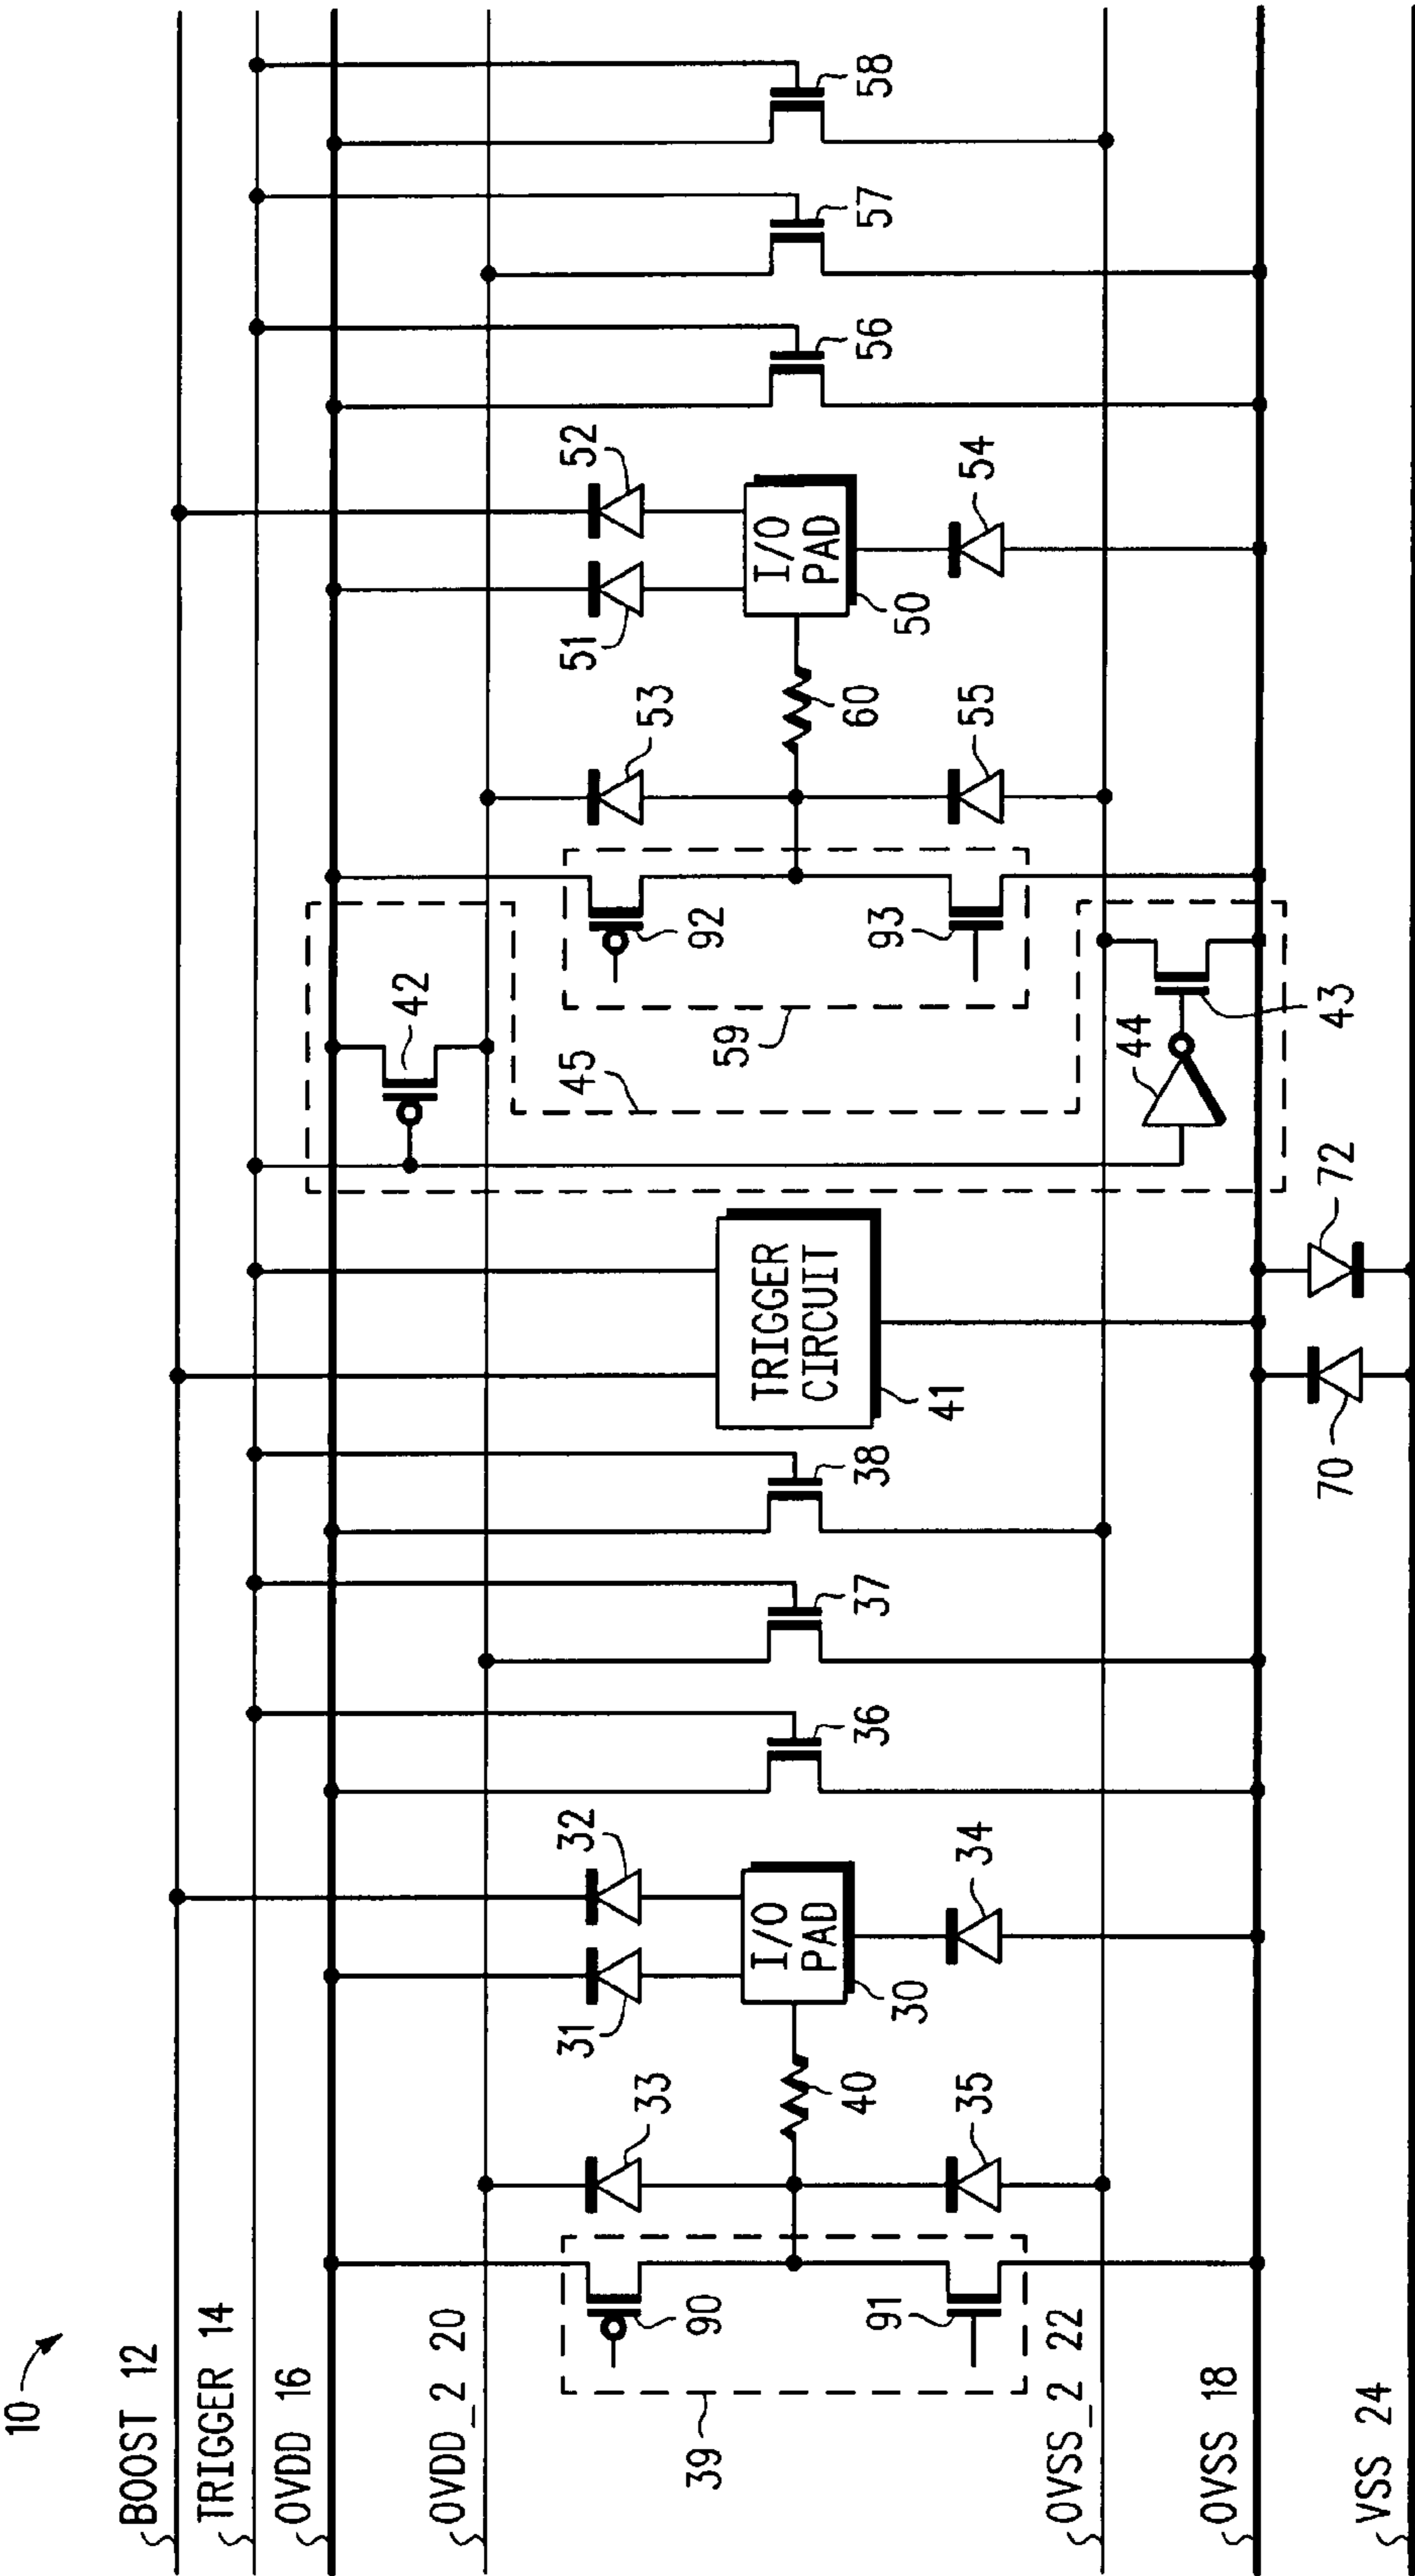 10
BOOST 12
TRIGGER 14
OVDD 16
OVDD_2 20
OVSS_2 22
OVSS 18
VSS 24
39
90
91
33
35
40
31
32
I/O
PAD
30
34
36
37
38
TRIGGER
CIRCUIT
41
70
72
42
45
44
43
59
92
93
53
55
60
51
52
I/O
PAD
50
54
56
57
58